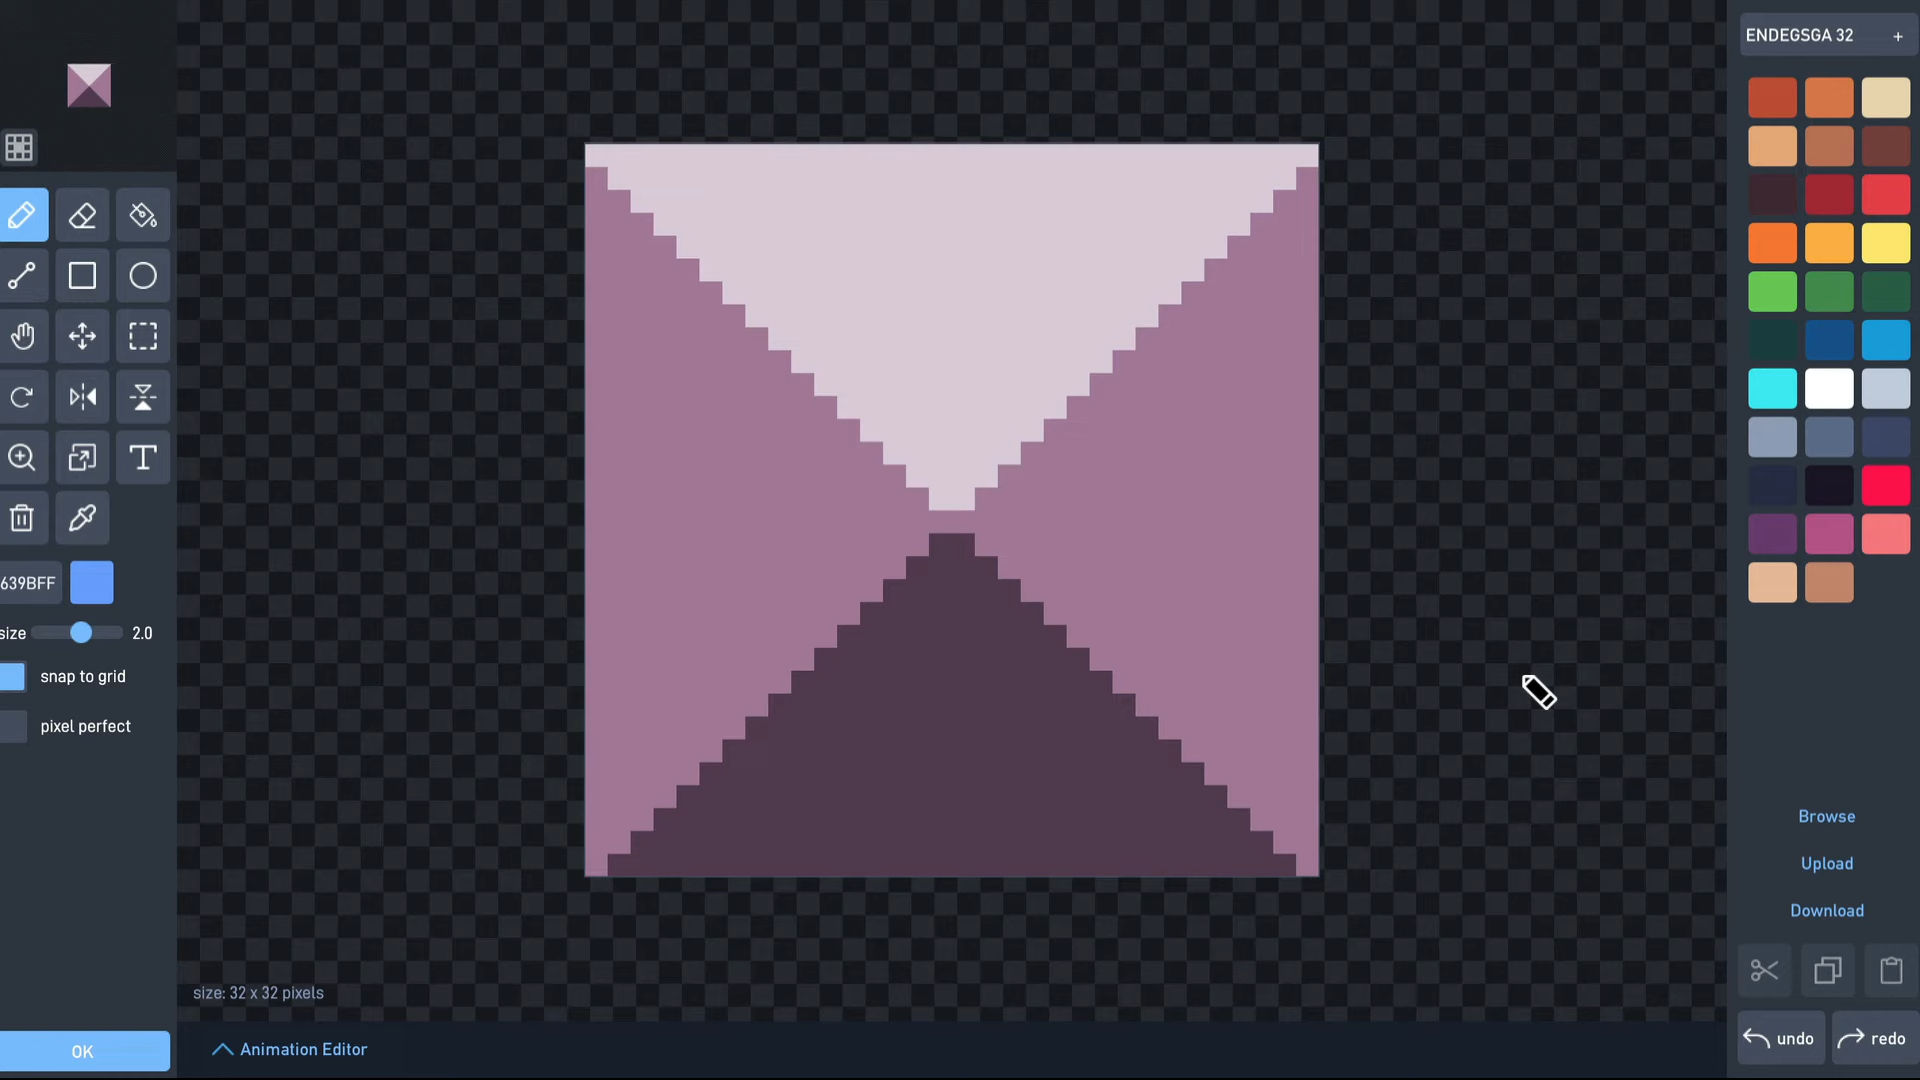 ENDEGSGA 32 +
T
639BFF
size 2.0
snap to grid
pixel perfect
Browse
Upload
Download
size: 32 x 32 pixels
OK
Animation Editor
undo
redo